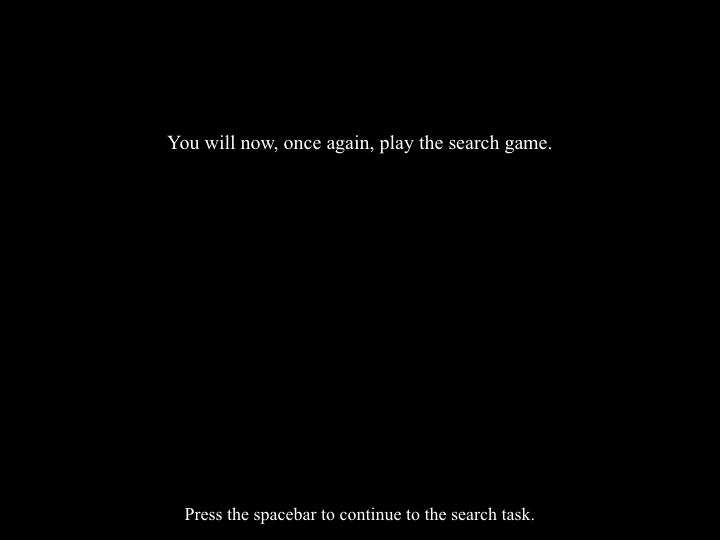 You will now, once again, play the search game.
Press the spacebar to continue to the search task.